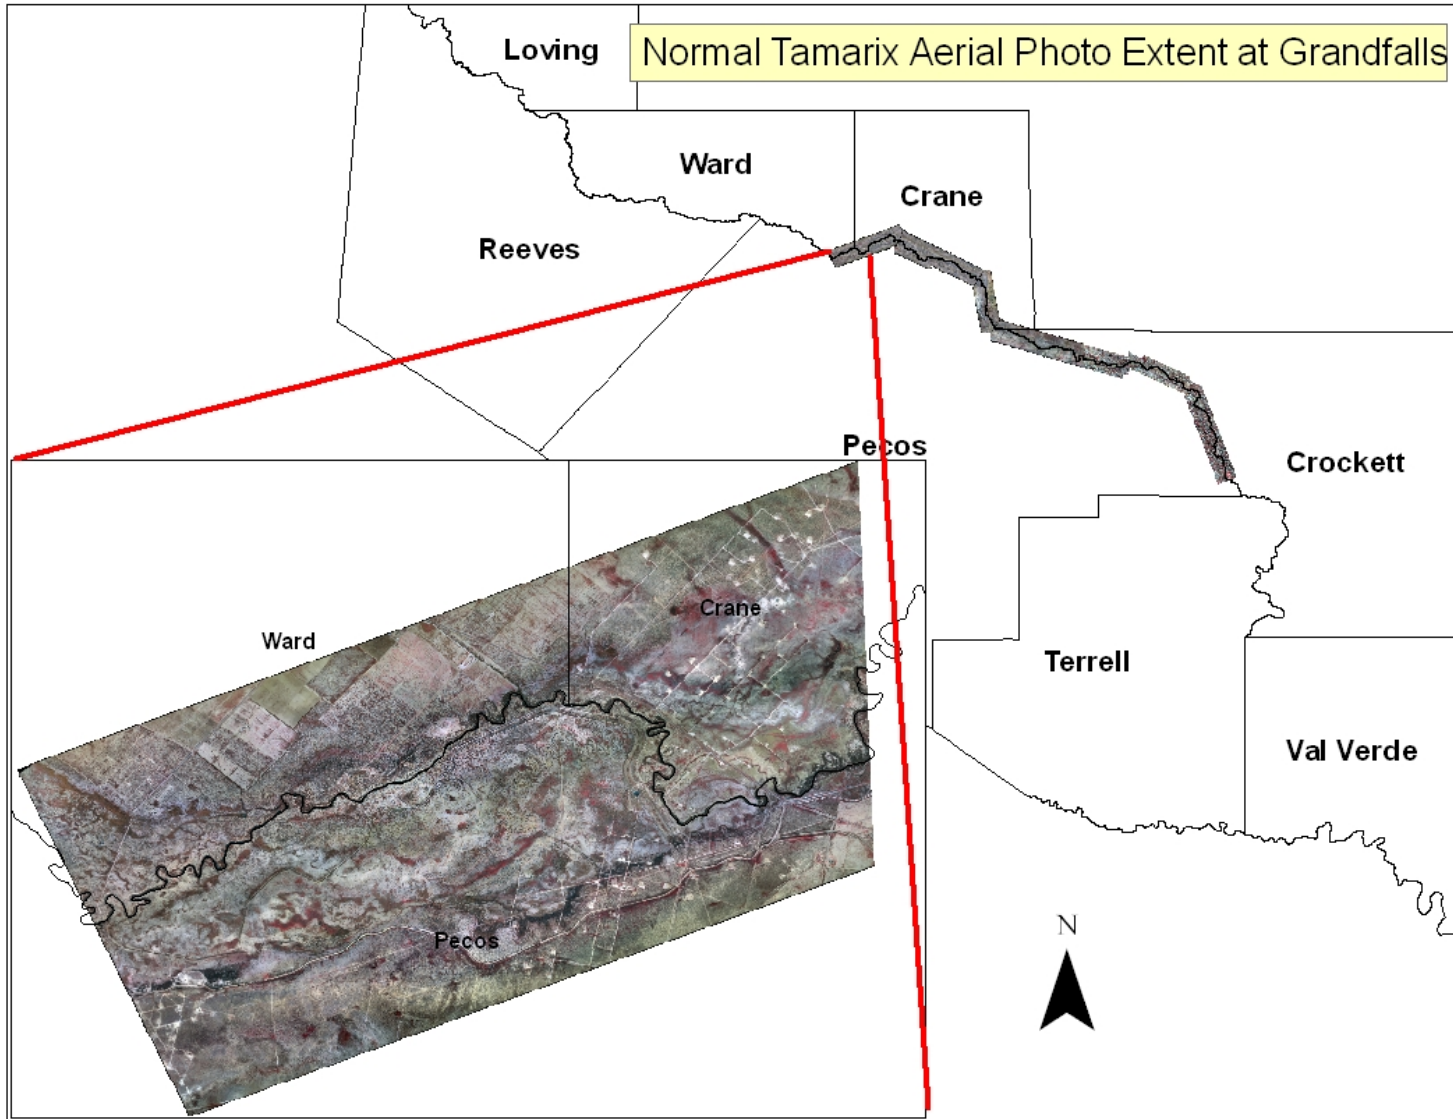 Loving
Normal Tamarix Aerial Photo Extent at Grandfalls
Ward
Crane
Reeves
Pecos
Crockett
Crane
Ward
Terrell
Val Verde
N
Pecos